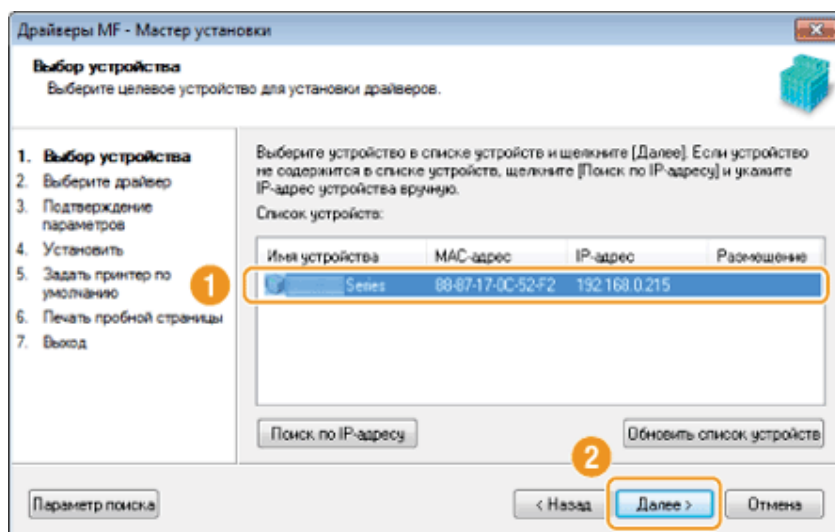 Драйверы MF - Мастер установки
Выбор устройства
Выберите целевое устройство для установки драйверов.
1. Выбор устройства
2. Выберите драйвер
3. Подтверждение
параметров
4. Установить
5. Задать принтер по
умолчанию
6. Печать пробной страницы
7. Выход
Выберите устройство в списке устройств и щелкните [Далее]. Если устройство
не содержится в списке устройств, щелкните [Поиск по IP-адресу] и укажите
IP-адрес устройства вручную.
Список устройств:
Имя устройства MAC-адрес IP-адрес Размещение
1
Series 88-87-17-0C-52-F2 192.168.0.215
Поиск по IP-адресу Обновить список устройств
2
Параметр поиска < Назад Далее > Отмена